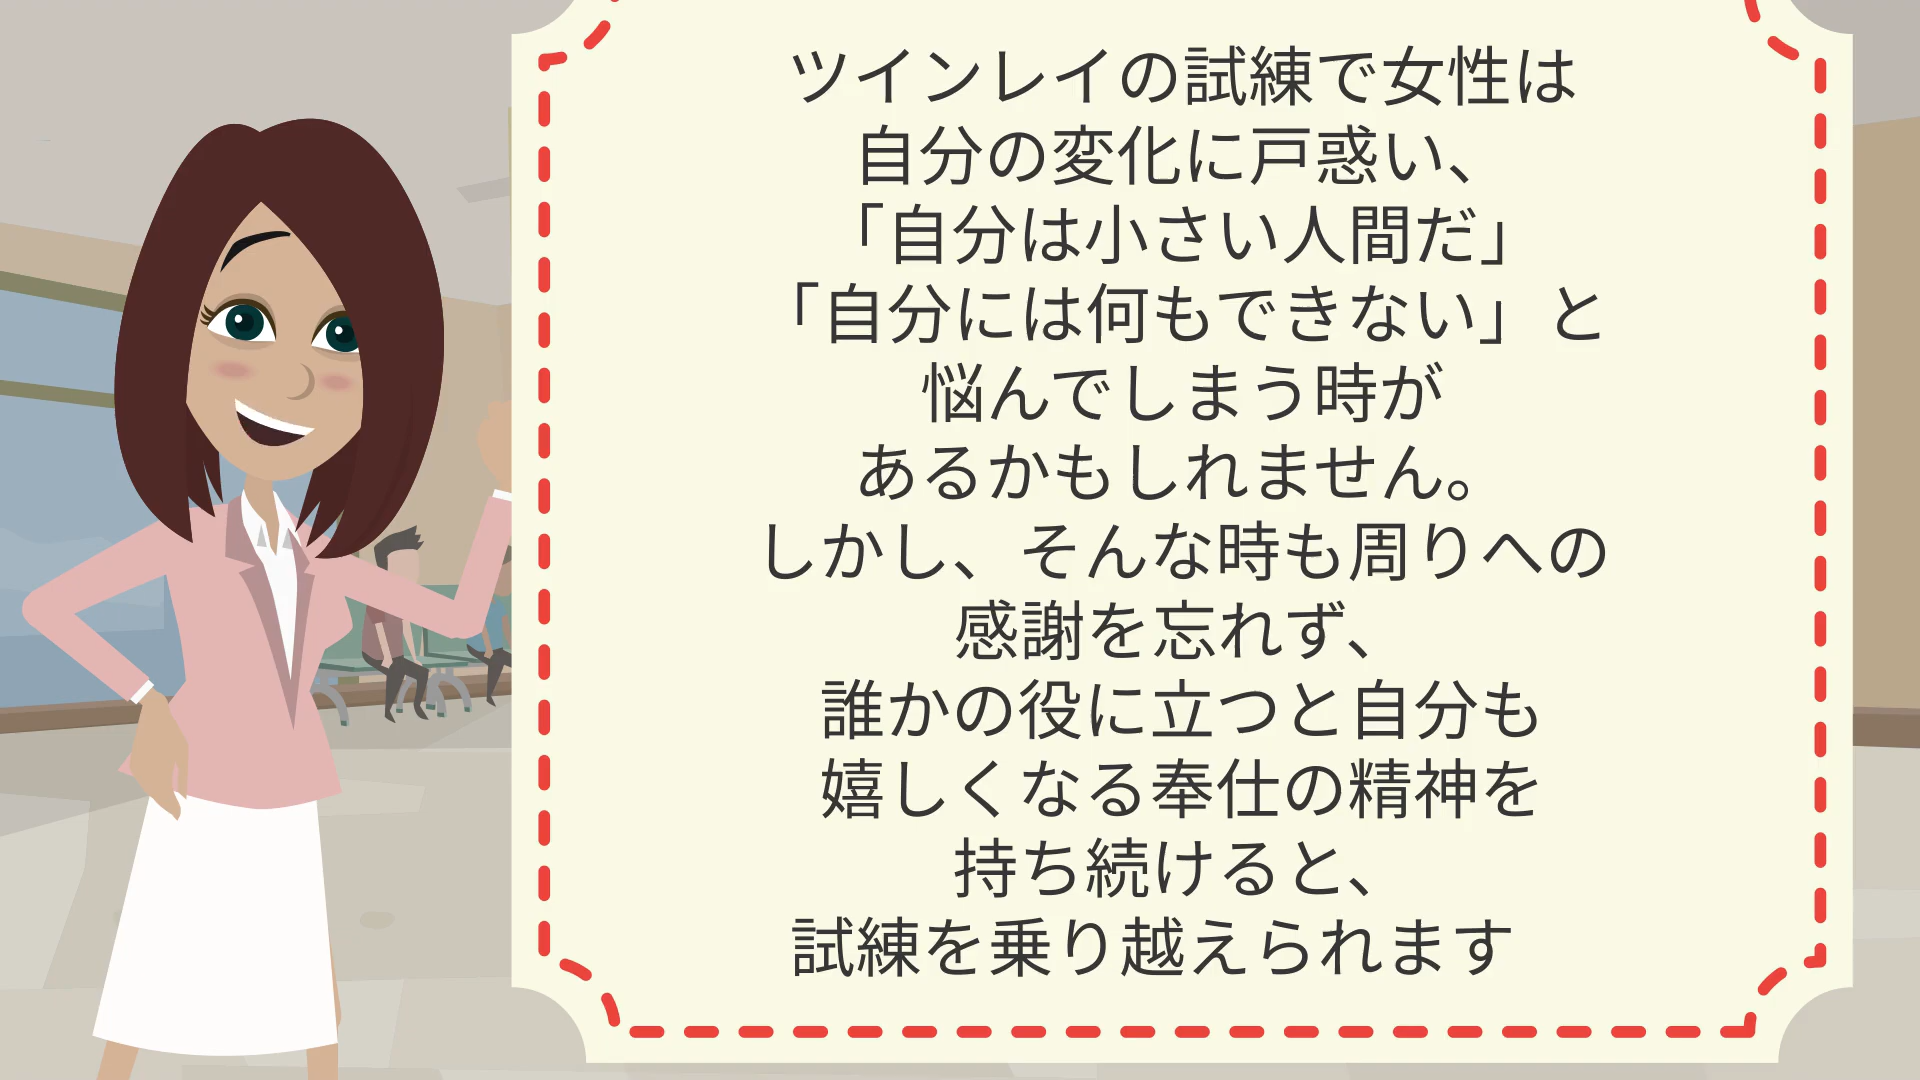 ツインレイの試練で女性は
自分の変化に戸惑い、
「自分は小さい人間だ」
「自分には何もできない」と
悩んでしまう時が
あるかもしれません。
しかし、そんな時も周りへの
感謝を忘れず、
誰かの役に立つと自分も
嬉しくなる奉仕の精神を
持ち続けると、
試練を乗り越えられます